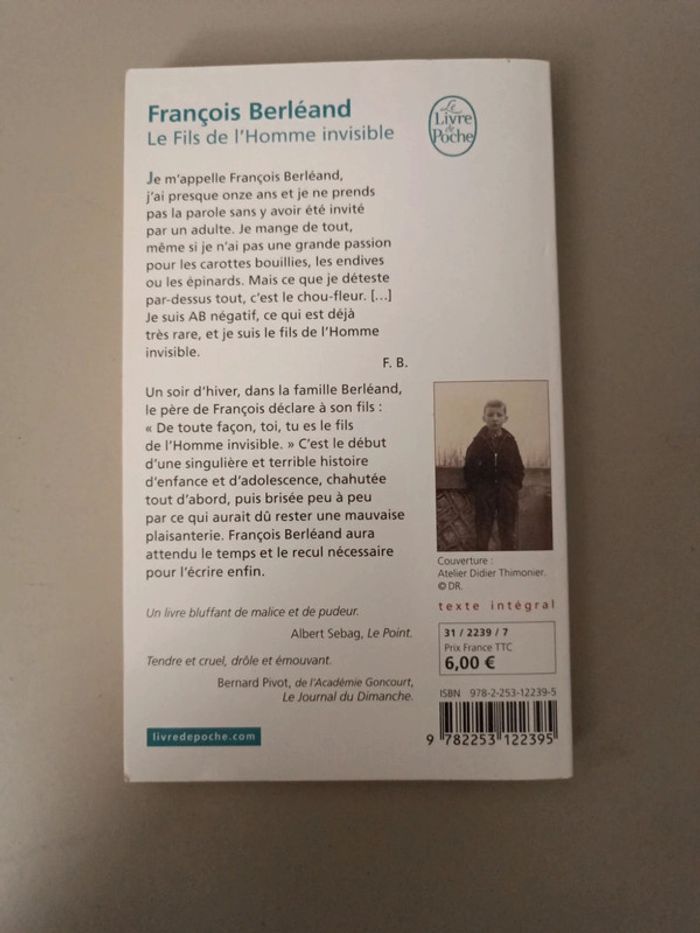 François Berléand
Le Fils de l'Homme invisible
Le
Livre
de
Poche
Je m'appelle François Berléand,
j'ai presque onze ans et je ne prends
pas la parole sans y avoir été invité
par un adulte. Je mange de tout,
même si je n'ai pas une grande passion
pour les carottes bouillies, les endives
ou les épinards. Mais ce que je déteste
par-dessus tout, c'est le chou-fleur. [...]
Je suis AB négatif, ce qui est déjà
très rare, et je suis le fils de l'Homme
invisible.
F. B.
Un soir d'hiver, dans la famille Berléand,
le père de François déclare à son fils :
« De toute façon, toi, tu es le fils
de l'Homme invisible. » C'est le début
d'une singulière et terrible histoire
d'enfance et d'adolescence, chahutée
tout d'abord, puis brisée peu à peu
par ce qui aurait dû rester une mauvaise
plaisanterie. François Berléand aura
attendu le temps et le recul nécessaire
pour l'écrire enfin.
Un livre bluffant de malice et de pudeur.
Albert Sebag, Le Point.
Tendre et cruel, drôle et émouvant.
Bernard Pivot, de l'Académie Goncourt,
Le Journal du Dimanche.
livredepoche.com
Couverture :
Atelier Didier Thimonier.
© DR.
texte intégral
31 / 2239 / 7
Prix France TTC
6,00 €
ISBN 978-2-253-12239-5
9 782253 122395